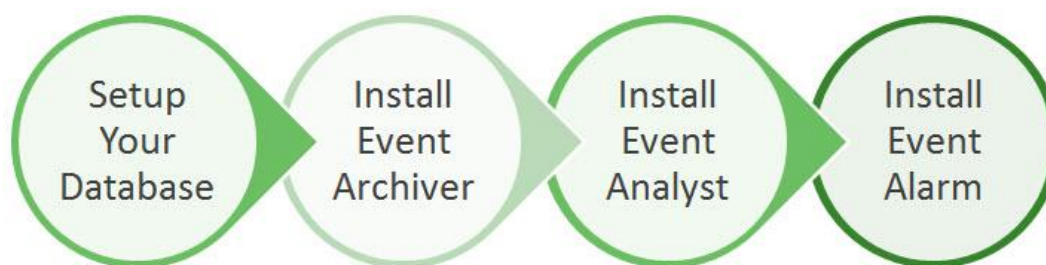 Setup
Your
Database
Install
Event
Archiver
Install
Event
Analyst
Install
Event
Alarm